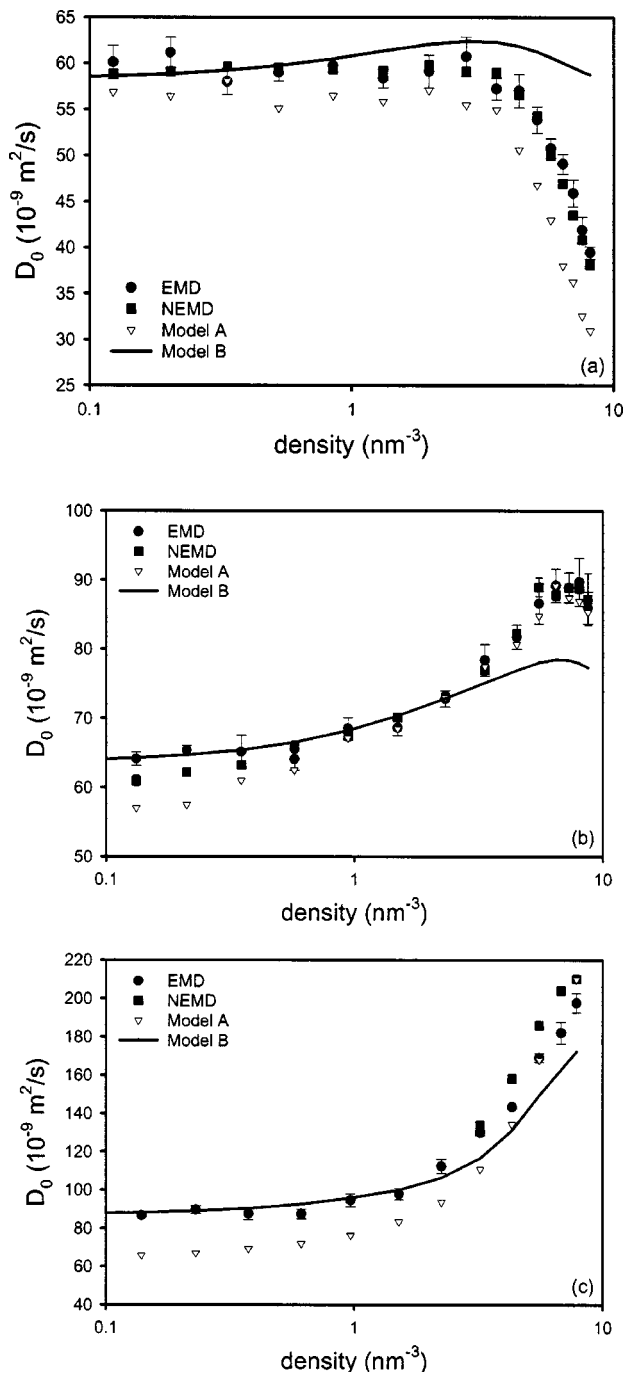 65
60
55
50
45
40
35
30
25
D₀ (10⁻⁹ m²/s)
EMD
NEMD
Model A
Model B
(a)
0.1 1 10
density (nm⁻³)
100
90
80
70
60
50
D₀ (10⁻⁹ m²/s)
EMD
NEMD
Model A
Model B
(b)
0.1 1 10
density (nm⁻³)
220
200
180
160
140
120
100
80
60
40
D₀ (10⁻⁹ m²/s)
EMD
NEMD
Model A
Model B
(c)
0.1 1 10
density (nm⁻³)